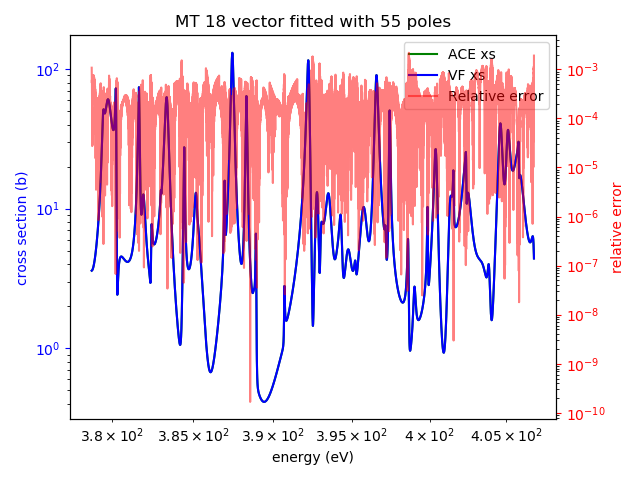 MT 18 vector fitted with 55 poles
ACE xs
VF xs
Relative error
cross section (b)
10²
10¹
10⁰
relative error
10⁻³
10⁻⁴
10⁻⁵
10⁻⁶
10⁻⁷
10⁻⁸
10⁻⁹
10⁻¹⁰
3.8 × 10² 3.85 × 10² 3.9 × 10² 3.95 × 10² 4 × 10² 4.05 × 10²
energy (eV)